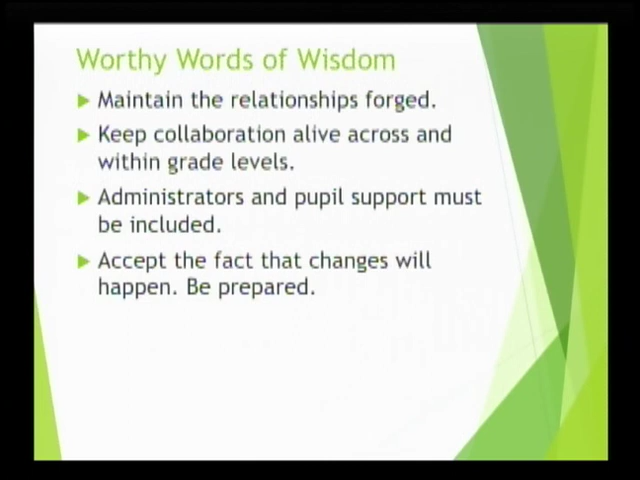 Worthy Words of Wisdom
Maintain the relationships forged.
Keep collaboration alive across and
within grade levels.
Administrators and pupil support must
be included.
Accept the fact that changes will
happen. Be prepared.